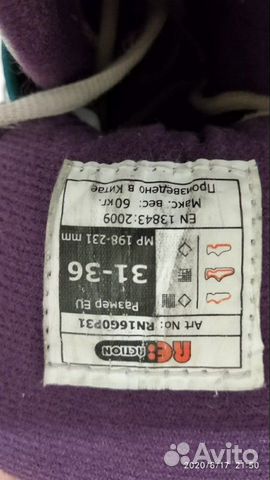 RE:ACTION
Art No: RN16G0P31
Размер EU
31-36
MP 198-231 mm
EN 13843:2009
Макс. вес: 60кг.
Произведено в Китае
2020/6/17 21:50
Avito